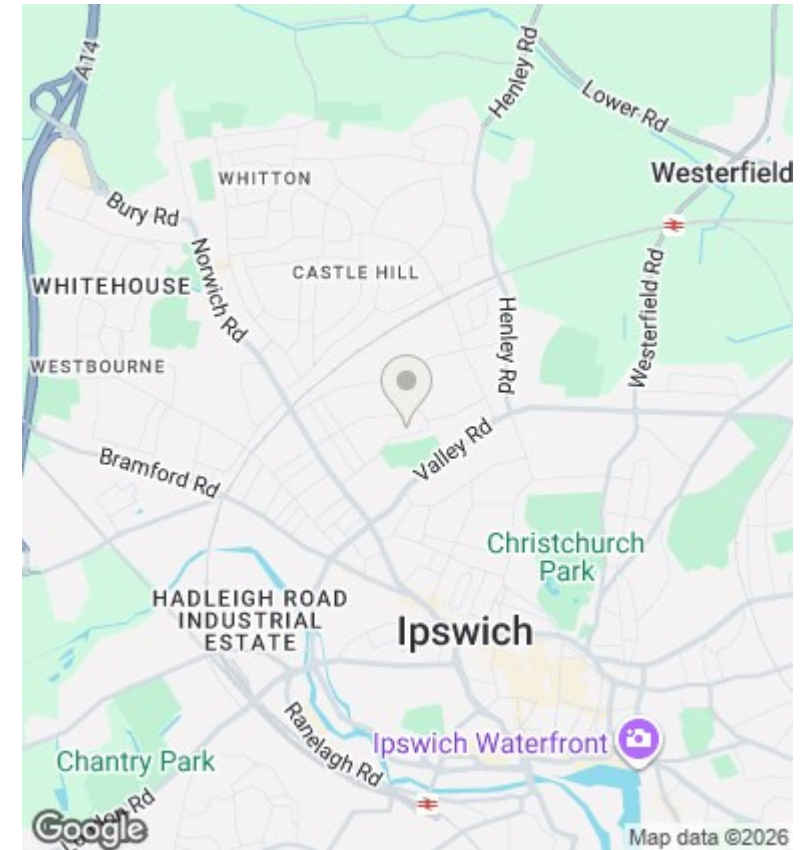 A14
Henley Rd
Lower Rd
Westerfield
WHITTON
Bury Rd
Norwich Rd
CASTLE HILL
WHITEHOUSE
Westerfield Rd
Henley Rd
WESTBOURNE
Valley Rd
Bramford Rd
Christchurch
Park
HADLEIGH ROAD
INDUSTRIAL
ESTATE
Ipswich
Ranelagh Rd
Ipswich Waterfront
Chantry Park
London Rd
Google
Map data ©2026